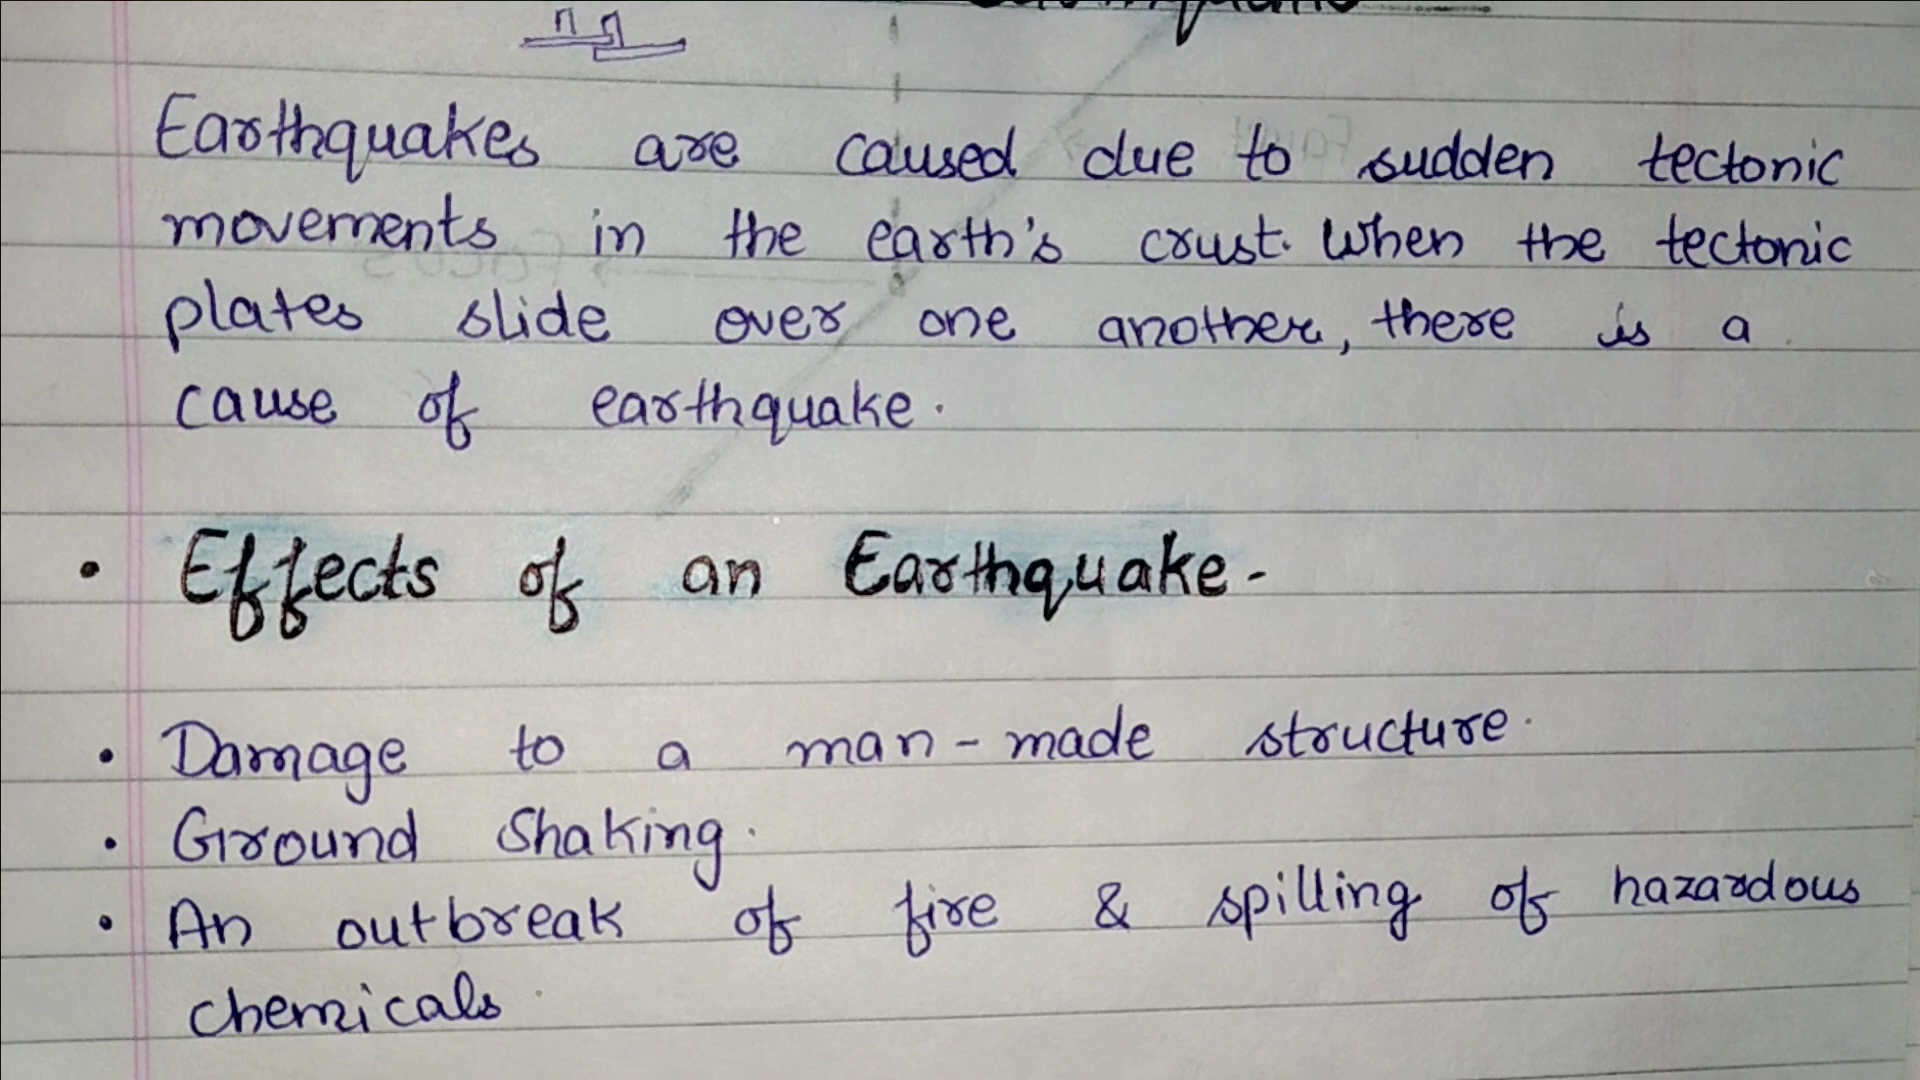 Earthquakes are caused due to sudden tectonic
movements in the earth's crust. When the tectonic
plates slide over one another, there is a
cause of earthquake.
• Effects of an Earthquake-
• Damage to a man-made structure.
• Ground Shaking.
• An outbreak of fire & spilling of hazardous
chemicals.